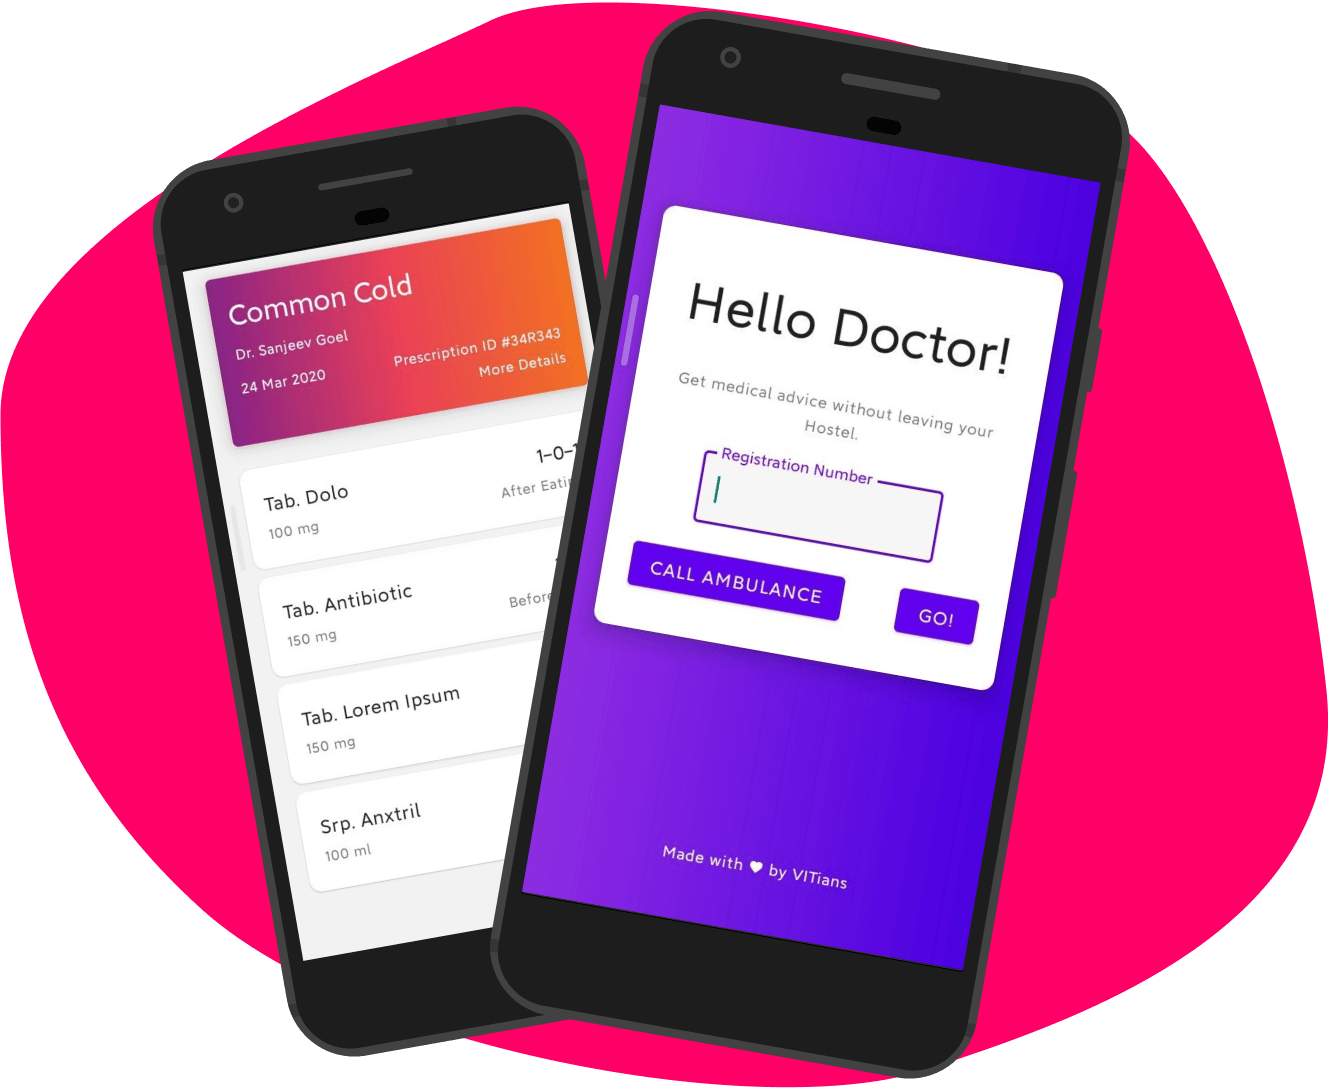 Common Cold
Dr. Sanjeev Goel
24 Mar 2020
Prescription ID #34R343
More Details
Tab. Dolo
100 mg
1-0-1
After
Tab. Antibiotic
150 mg
Before
Tab. Lorem Ipsum
150 mg
Srp. Anxtril
100 ml
Hello Doctor!
Get medical advice without leaving your
Hostel.
Registration Number
CALL AMBULANCE
GO!
Made with ♥ by VITians